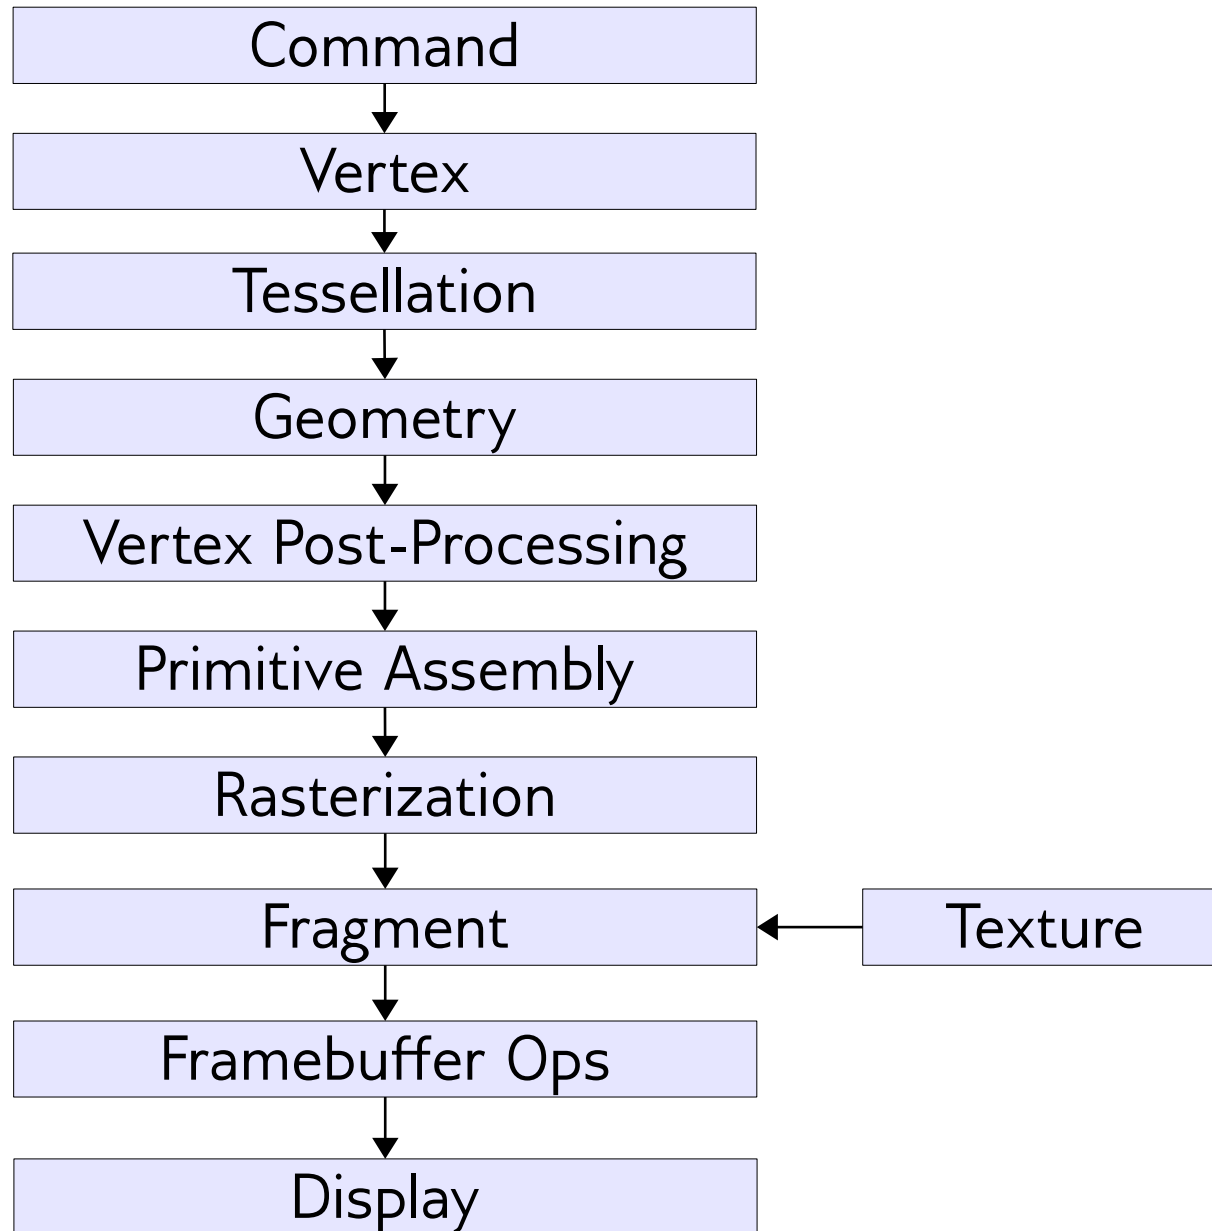 Command
Vertex
Tessellation
Geometry
Vertex Post-Processing
Primitive Assembly
Rasterization
Fragment
Texture
Framebuffer Ops
Display